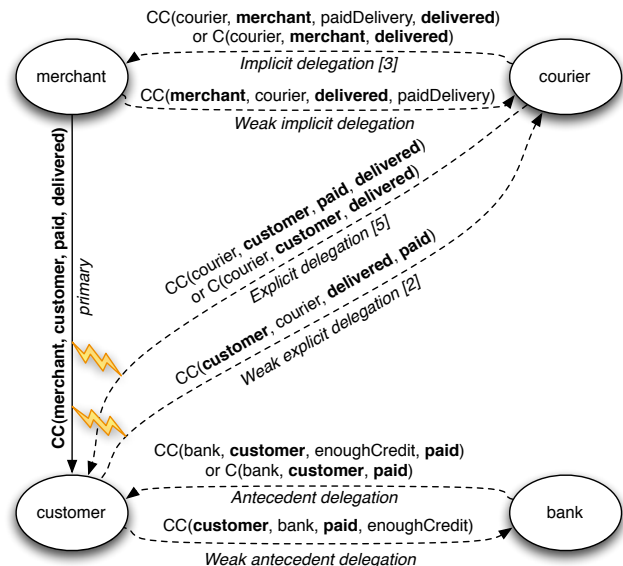 CC(courier, merchant, paidDelivery, delivered)
or C(courier, merchant, delivered)
Implicit delegation [3]
merchant
courier
CC(merchant, courier, delivered, paidDelivery)
Weak implicit delegation
CC(merchant, customer, paid, delivered)
primary
CC(courier, customer, paid, delivered)
or C(courier, customer, delivered)
Explicit delegation [5]
CC(customer, courier, delivered, paid)
Weak explicit delegation [2]
CC(bank, customer, enoughCredit, paid)
or C(bank, customer, paid)
Antecedent delegation
customer
bank
CC(customer, bank, paid, enoughCredit)
Weak antecedent delegation